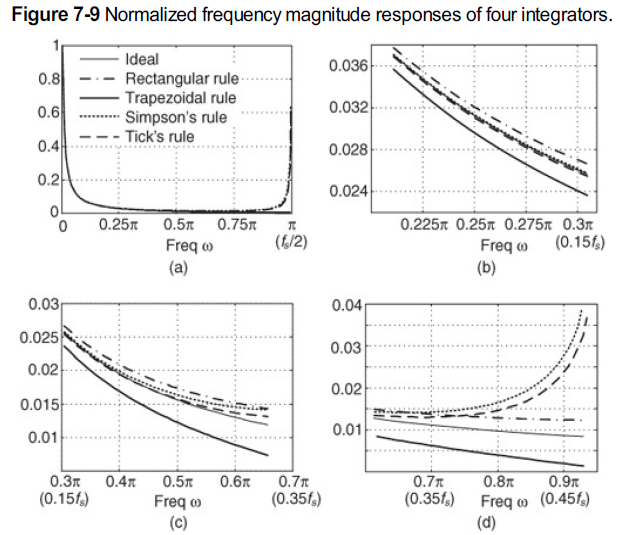 Figure 7-9 Normalized frequency magnitude responses of four integrators.
1
0.8
0.6
0.4
0.2
0
Ideal
Rectangular rule
Trapezoidal rule
Simpson's rule
Tick's rule
0 0.25π 0.5π 0.75π π
Freq ω (fs/2)
(a)
0.036
0.032
0.028
0.024
0.225π 0.25π 0.275π 0.3π
Freq ω (0.15fs)
(b)
0.03
0.025
0.02
0.015
0.01
0.3π 0.4π 0.5π 0.6π 0.7π
(0.15fs) Freq ω (0.35fs)
(c)
0.04
0.03
0.02
0.01
0.7π 0.8π 0.9π
(0.35fs) Freq ω (0.45fs)
(d)